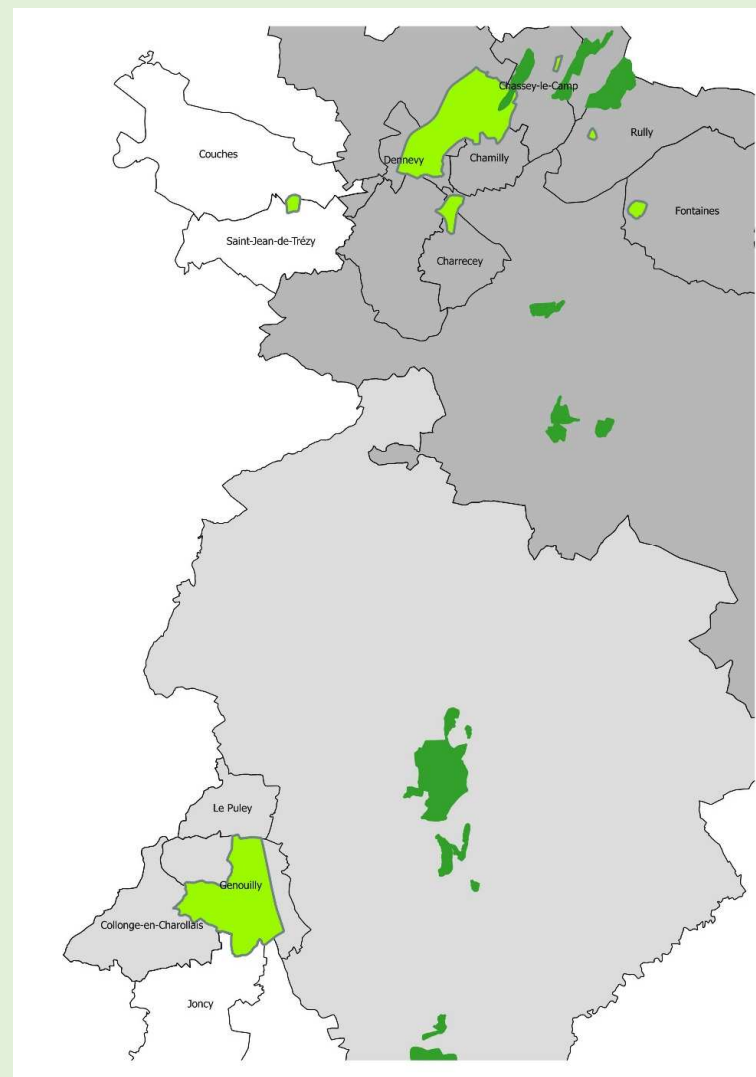 Chassey-le-Camp
Rully
Couches
Dennevy
Chamilly
Fontaines
Saint-Jean-de-Trézy
Charrecey
Le Puley
Genouilly
Collonge-en-Charollais
Joncy